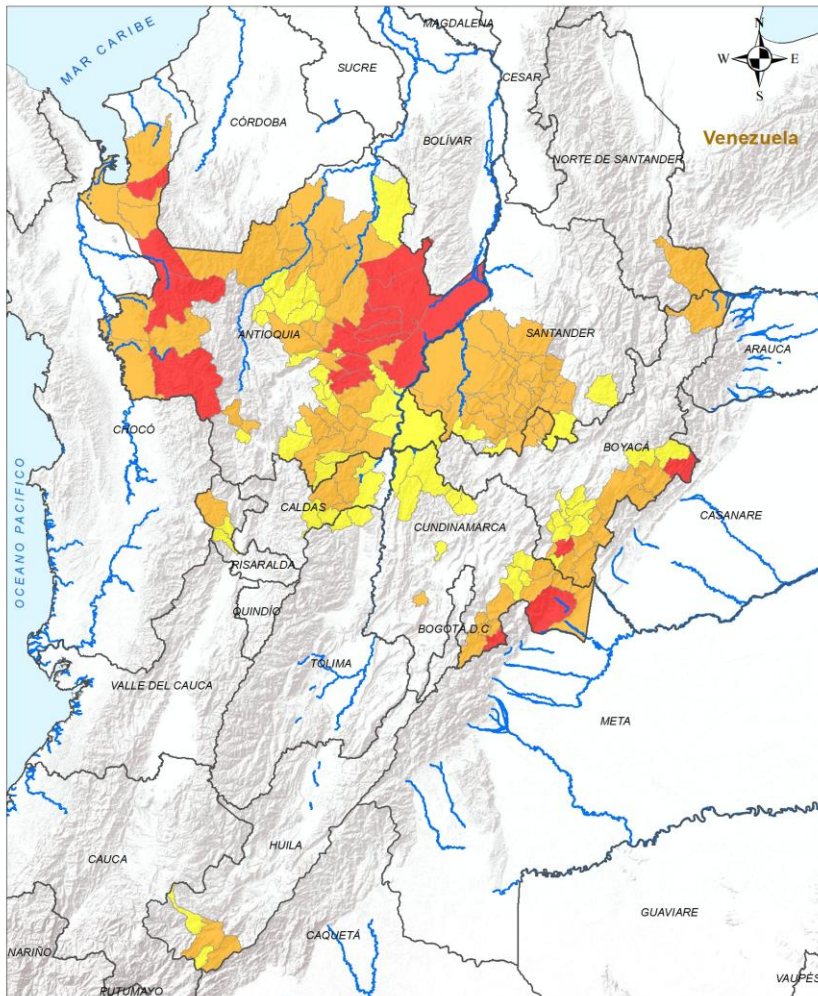 MAGDALENA
MAR CARIBE
SUCRE
CESAR
N
W
E
S
CÓRDOBA
BOLÍVAR
Venezuela
NORTE DE SANTANDER
ANTIOQUIA
SANTANDER
ARAUCA
CHOCÓ
BOYACÁ
CALDAS
CUNDINAMARCA
CASANARE
OCEANO PACIFICO
RISARALDA
QUINDÍO
BOGOTÁ, D.C
TOLIMA
VALLE DEL CAUCA
META
HUILA
CAUCA
GUAVIARE
CAQUETÁ
NARIÑO
PUTUMAYO
VAUPÉS